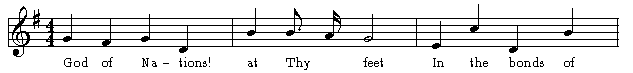 God of Na - tions! at Thy feet In the bonds of